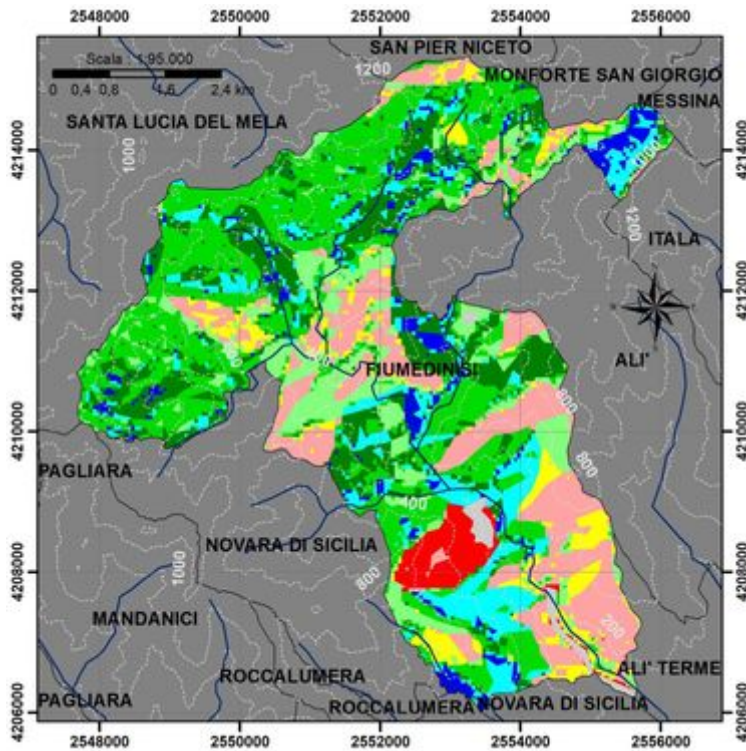 2548000 2550000 2552000 2554000 2556000
SAN PIER NICETO
Scala : 1:95.000
1200
MONFORTE SAN GIORGIO
0 0,4 0,8 1,6 2,4 km
MESSINA
SANTA LUCIA DEL MELA
1000
4214000 4214000
1200
ITALA
4212000 4212000
ALI'
FIUMEDINISI
800
4210000 4210000
PAGLIARA
800
400
NOVARA DI SICILIA
1000
800
4208000 4208000
MANDANICI
200
ROCCALUMERA
ALI' TERME
PAGLIARA
ROCCALUMERA
NOVARA DI SICILIA
4206000 4206000
2548000 2550000 2552000 2554000 2556000